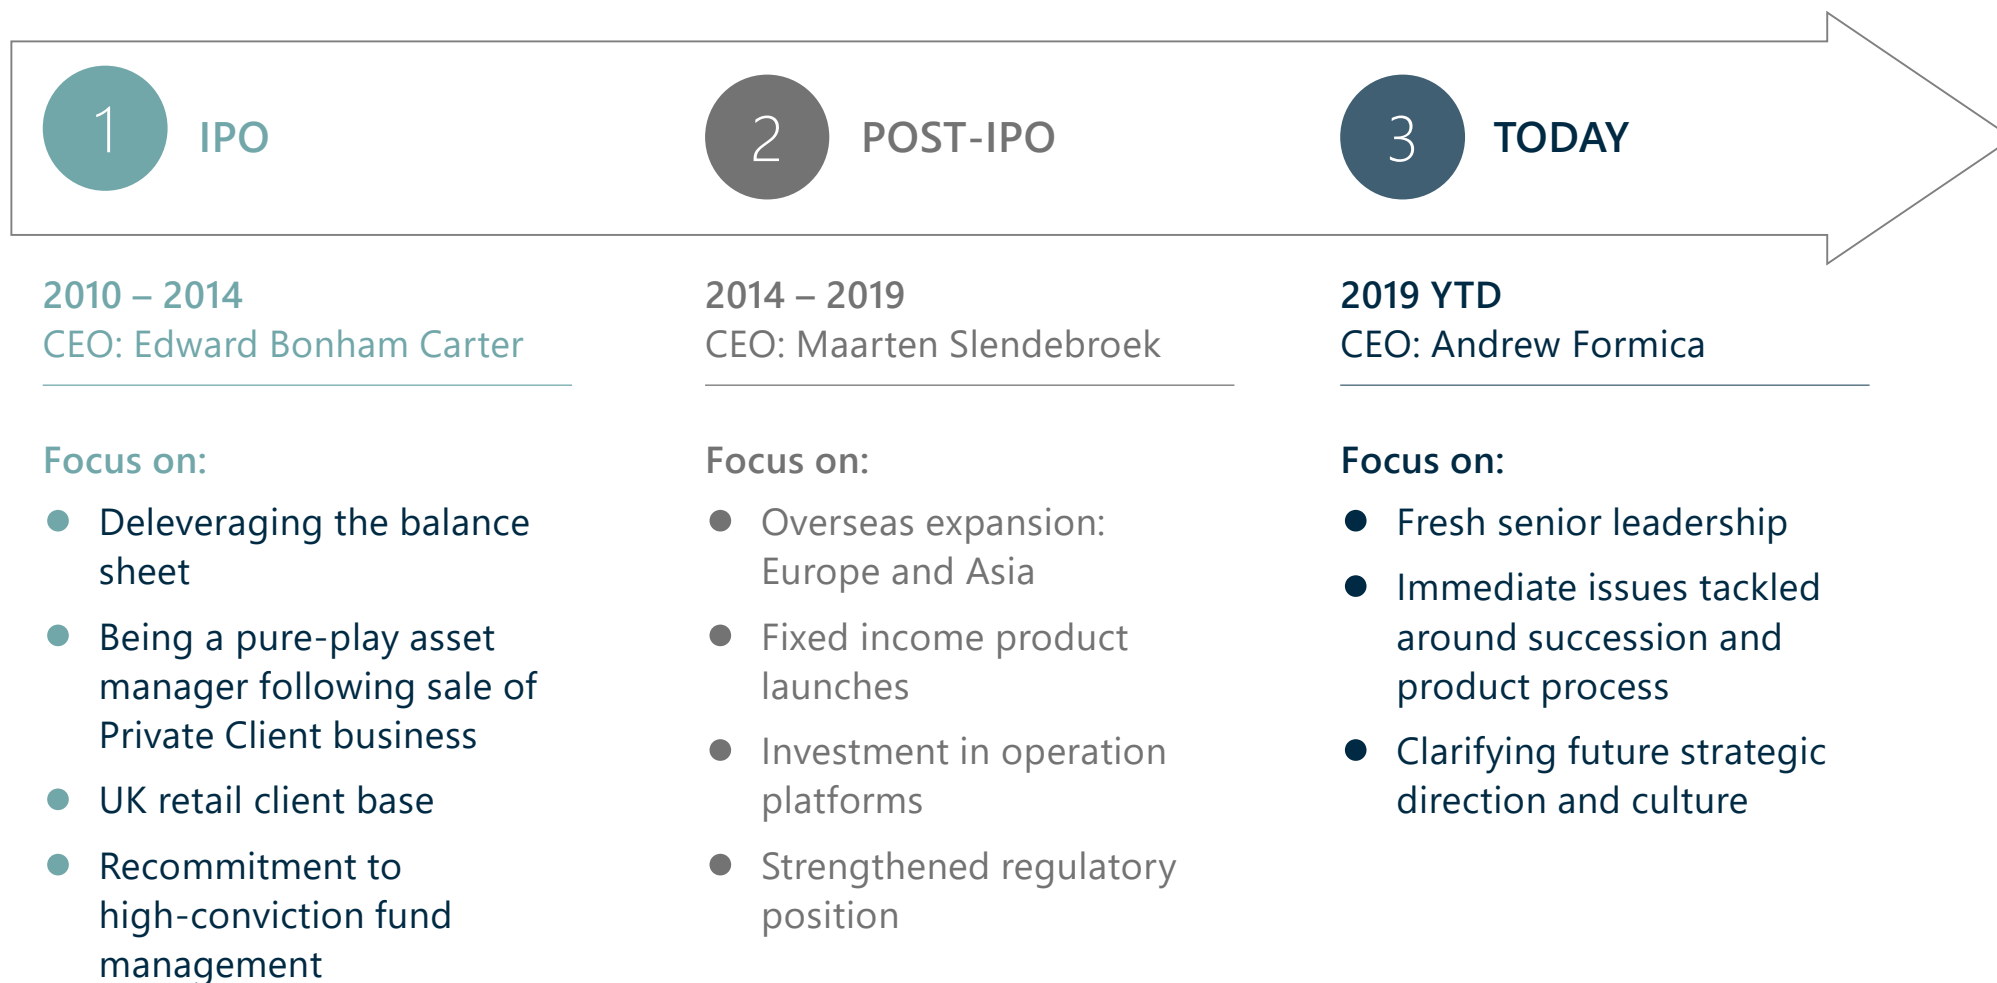 1 IPO
2 POST-IPO
3 TODAY
2010 – 2014
CEO: Edward Bonham Carter
Focus on:
● Deleveraging the balance
sheet
● Being a pure-play asset
manager following sale of
Private Client business
● UK retail client base
● Recommitment to
high-conviction fund
management
2014 – 2019
CEO: Maarten Slendebroek
Focus on:
● Overseas expansion:
Europe and Asia
● Fixed income product
launches
● Investment in operation
platforms
● Strengthened regulatory
position
2019 YTD
CEO: Andrew Formica
Focus on:
● Fresh senior leadership
● Immediate issues tackled
around succession and
product process
● Clarifying future strategic
direction and culture